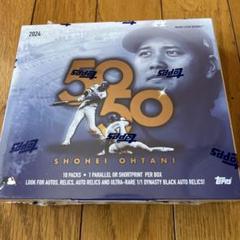 2024
50
50
SHOHEI OHTANI
10 PACKS • 1 PARALLEL OR SHORTPRINT PER BOX
LOOK FOR AUTOS, RELICS, AUTO RELICS AND ULTRA-RARE 1/1 DYNASTY BLACK AUTO RELICS!
topps